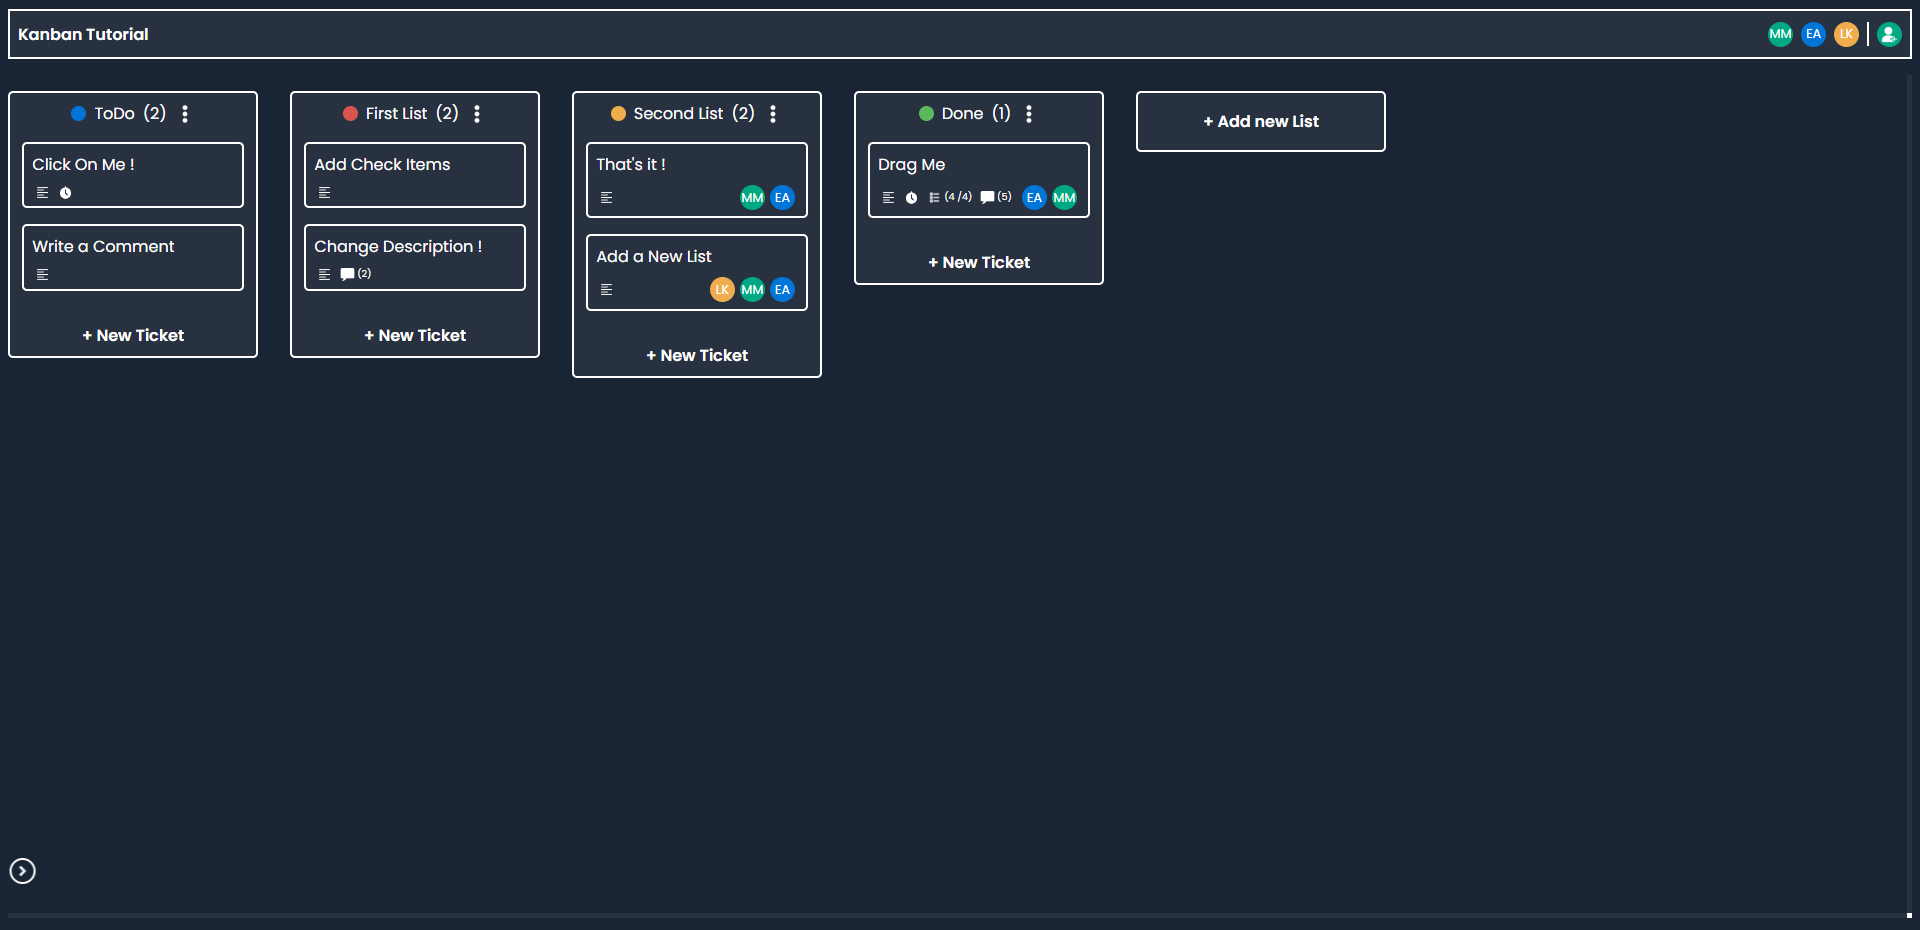 Kanban Tutorial
MM EA LK
ToDo (2)
Click On Me !
Write a Comment
+ New Ticket
First List (2)
Add Check Items
Change Description !
(2)
+ New Ticket
Second List (2)
That's it !
MM EA
Add a New List
LK MM EA
+ New Ticket
Done (1)
Drag Me
(4 /4) (5) EA MM
+ New Ticket
+ Add new List